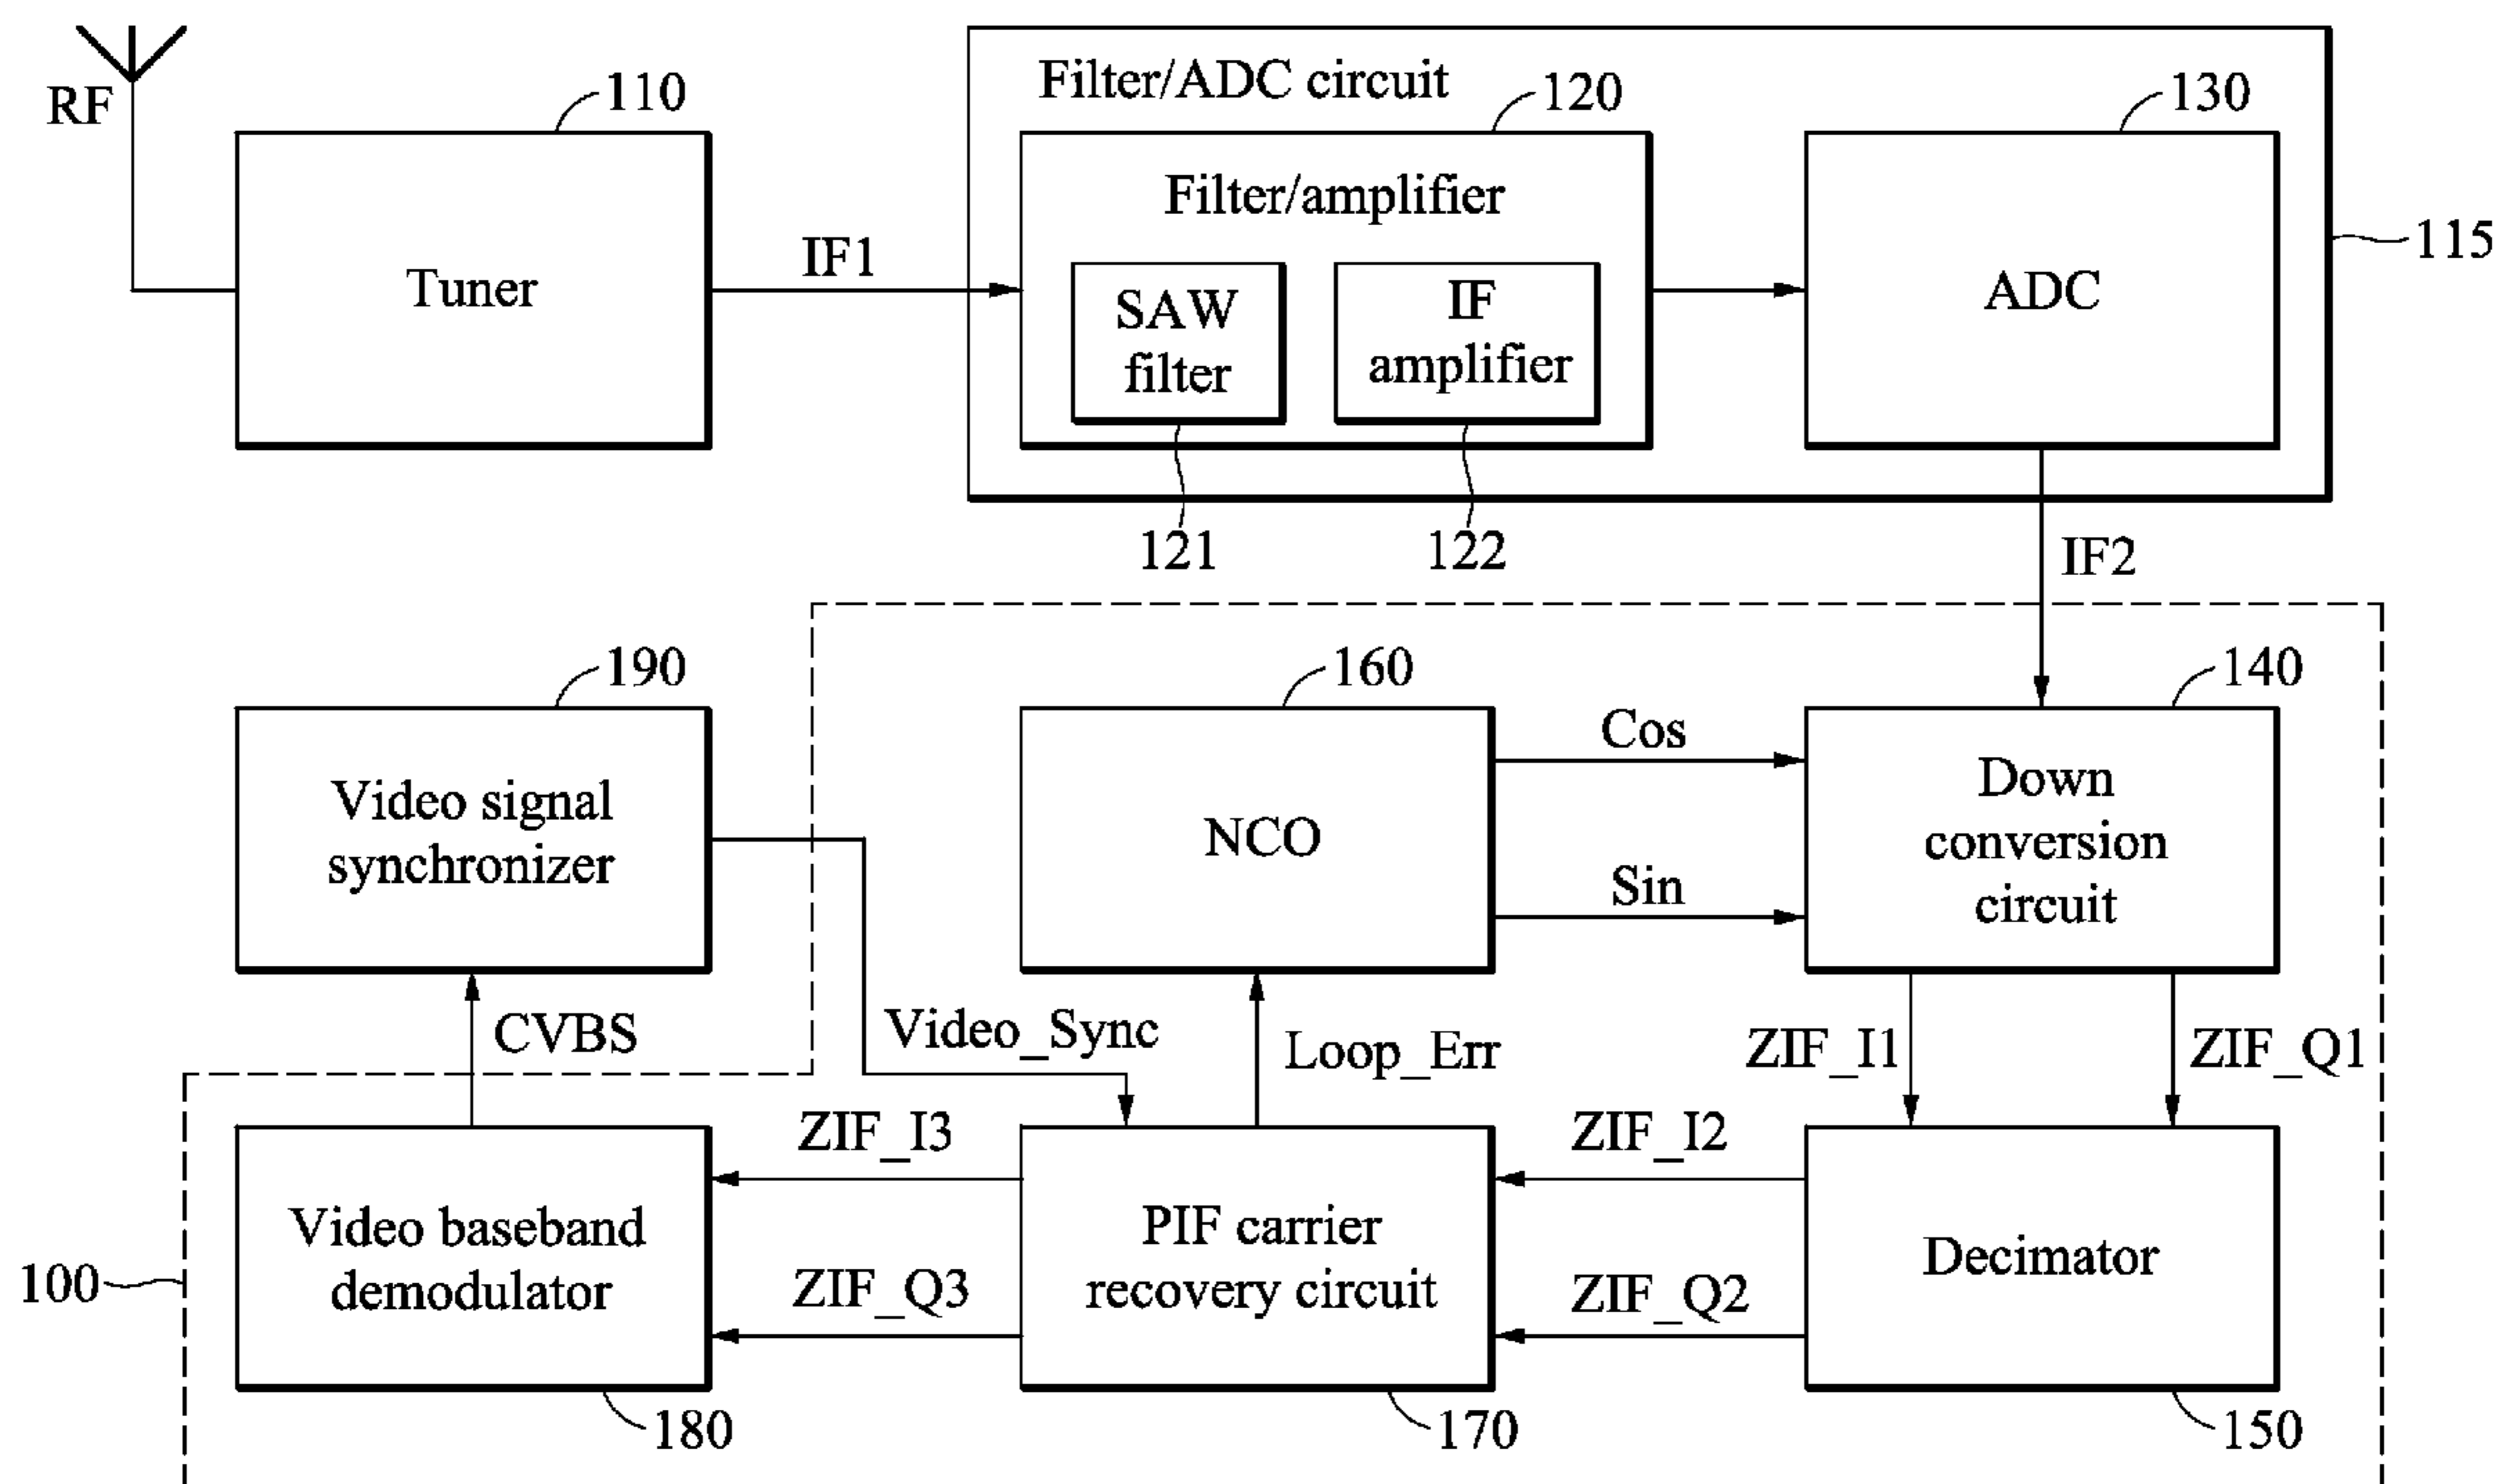 RF
110
Tuner
IF1
Filter/ADC circuit
120
Filter/amplifier
SAW
filter
IF
amplifier
121
122
130
ADC
115
IF2
190
Video signal
synchronizer
160
NCO
Cos
Sin
140
Down
conversion
circuit
CVBS
Video_Sync
Loop_Err
ZIF_I1
ZIF_Q1
100
Video baseband
demodulator
180
ZIF_I3
ZIF_Q3
PIF carrier
recovery circuit
170
ZIF_I2
ZIF_Q2
Decimator
150